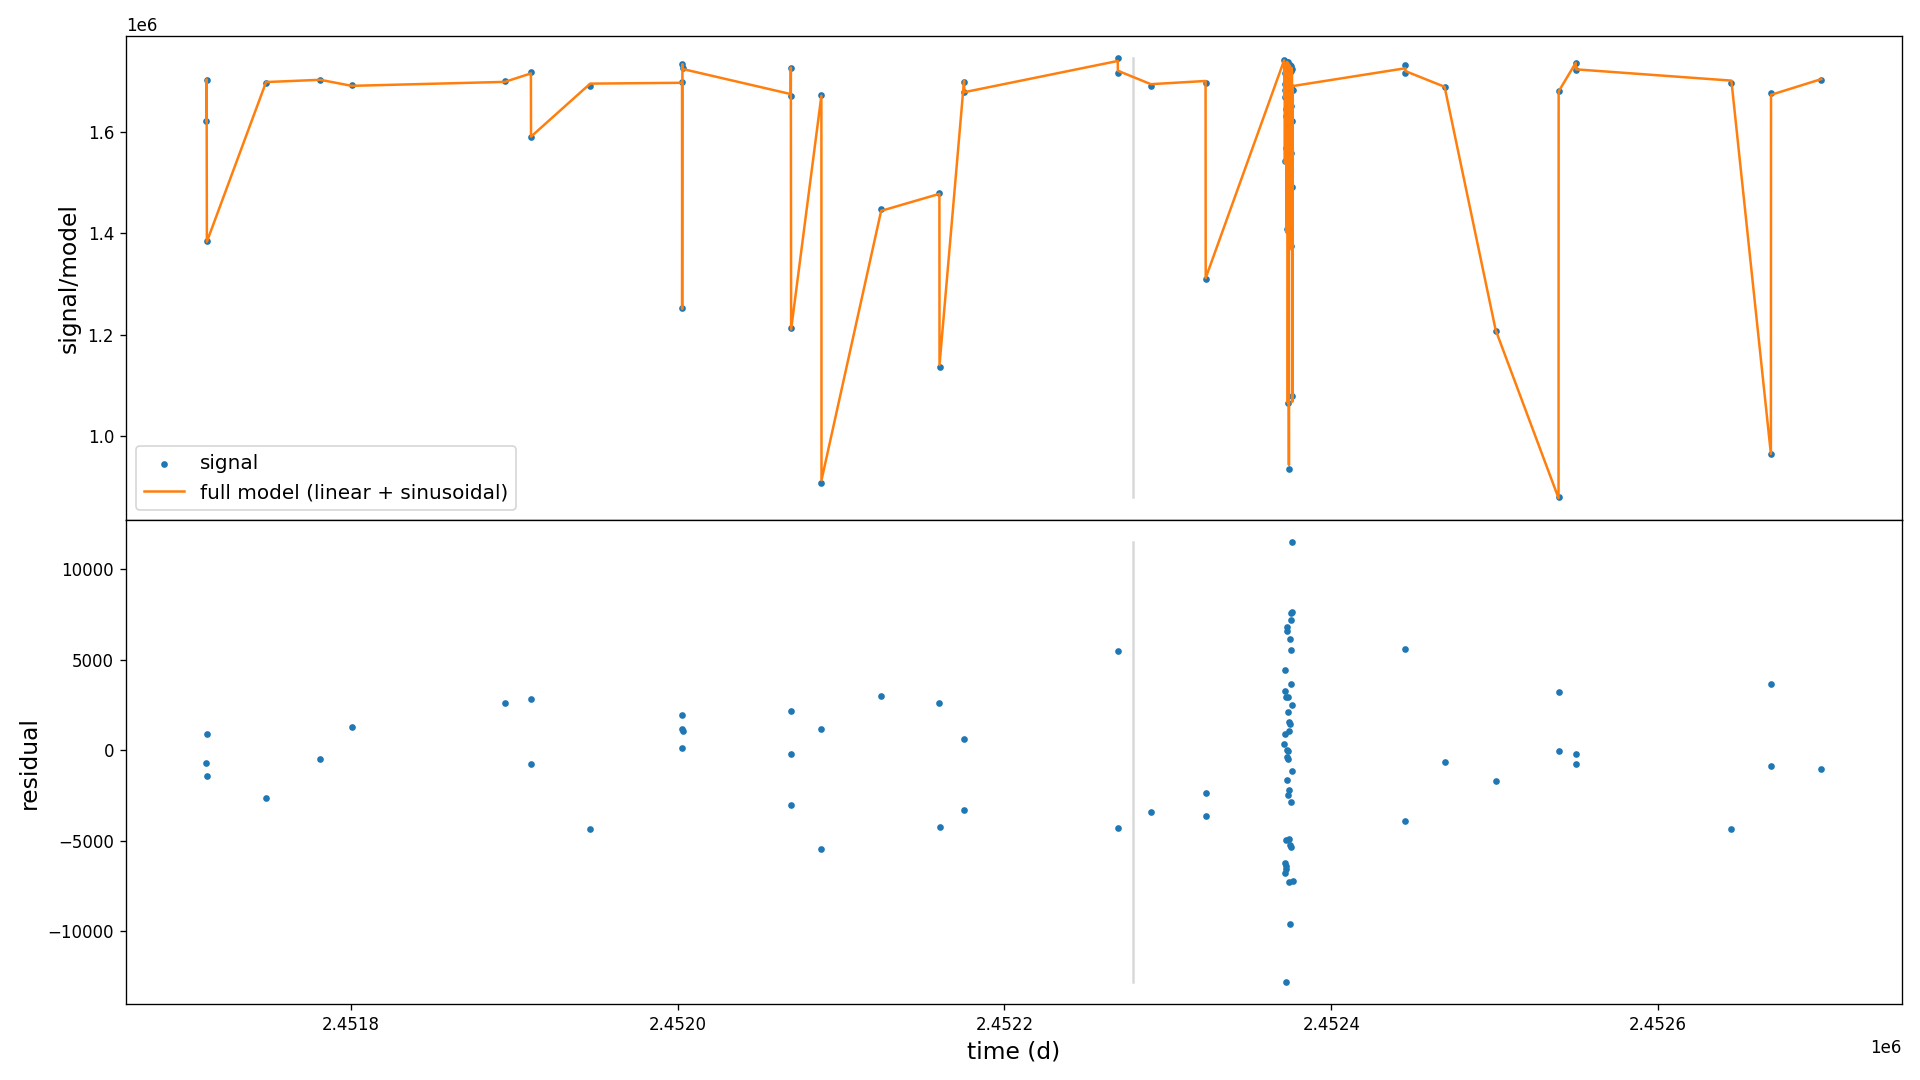 1e6
signal/model
1.6
1.4
1.2
1.0
signal
full model (linear + sinusoidal)
residual
10000
5000
0
−5000
−10000
2.4518
2.4520
2.4522
2.4524
2.4526
time (d)
1e6